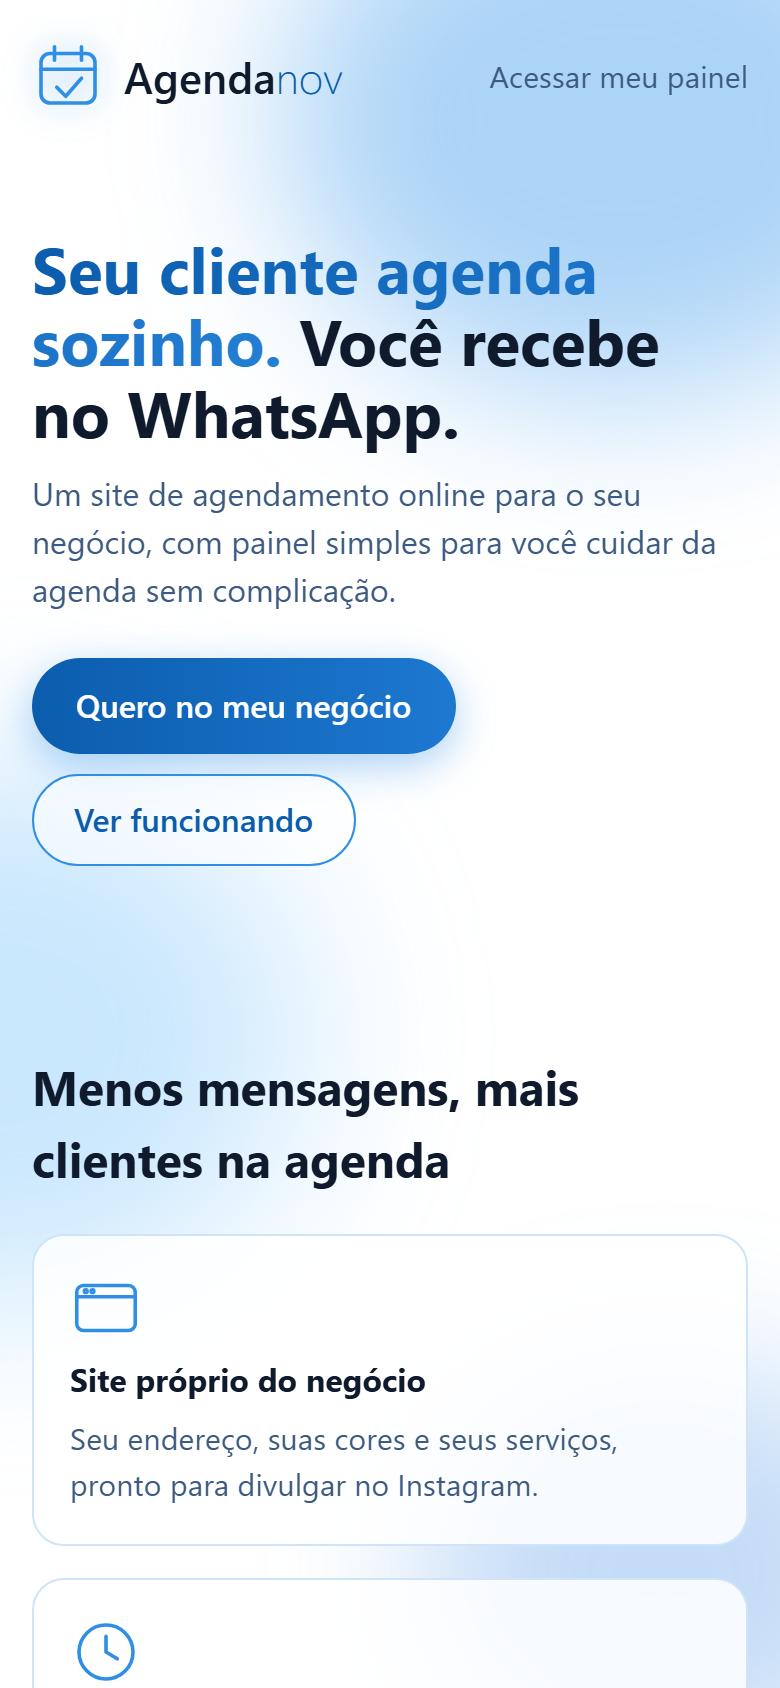 Agendanov
Acessar meu painel
Seu cliente agenda
sozinho. Você recebe
no WhatsApp.
Um site de agendamento online para o seu
negócio, com painel simples para você cuidar da
agenda sem complicação.
Quero no meu negócio
Ver funcionando
Menos mensagens, mais
clientes na agenda
Site próprio do negócio
Seu endereço, suas cores e seus serviços,
pronto para divulgar no Instagram.